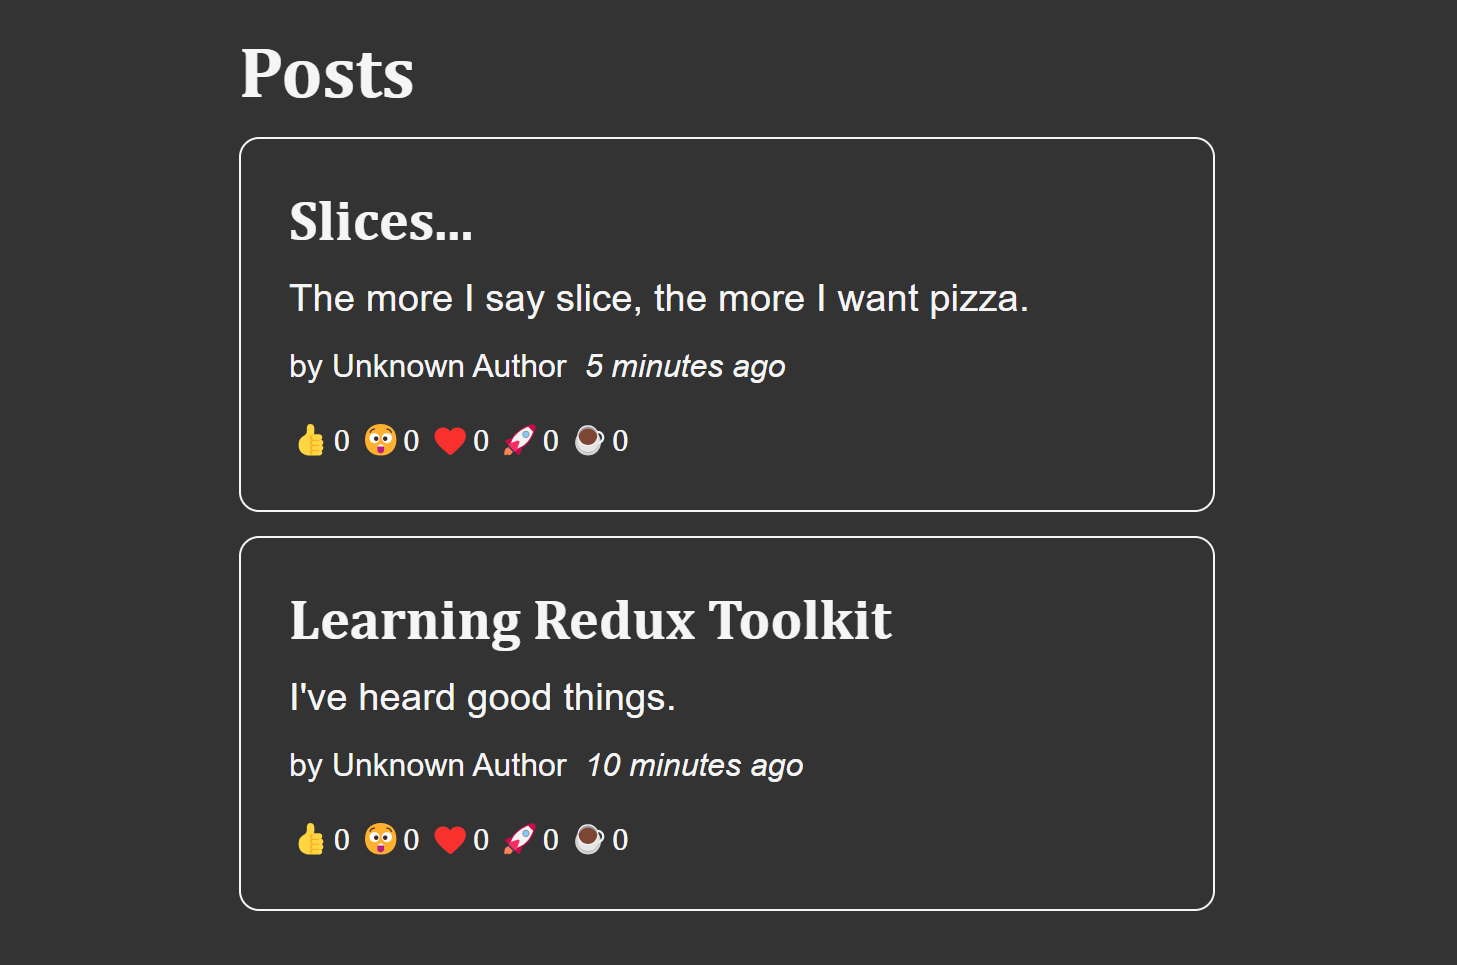 Posts
Slices...
The more I say slice, the more I want pizza.
by Unknown Author 5 minutes ago
👍0 😲0 ❤️0 🚀0 ☕0
Learning Redux Toolkit
I've heard good things.
by Unknown Author 10 minutes ago
👍0 😲0 ❤️0 🚀0 ☕0